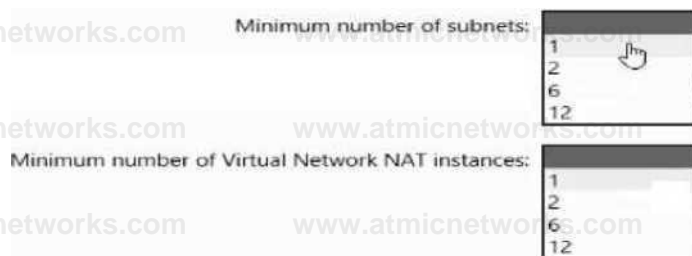 Minimum number of subnets:
1
2
6
12
Minimum number of Virtual Network NAT instances:
1
2
6
12
networks.com www.atmicnetworks.com
networks.com www.atmicnetworks.com
networks.com www.atmicnetworks.com